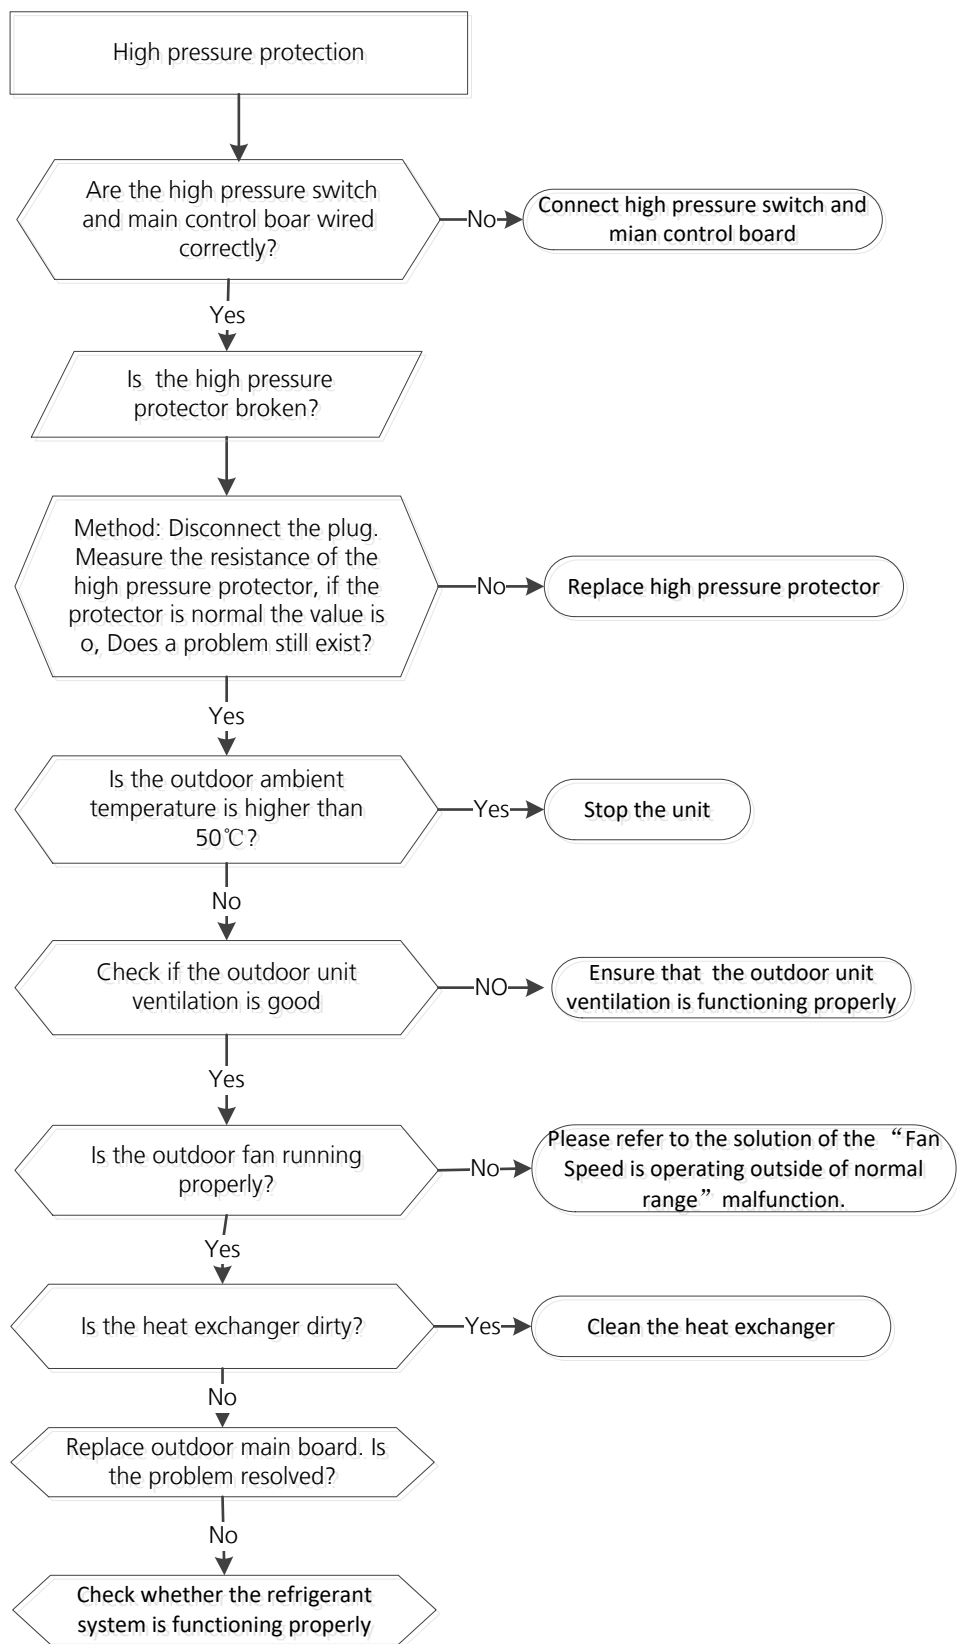 High pressure protection
Are the high pressure switch
and main control boar wired
correctly?
No
Connect high pressure switch and
mian control board
Yes
Is the high pressure
protector broken?
Method: Disconnect the plug.
Measure the resistance of the
high pressure protector, if the
protector is normal the value is
o, Does a problem still exist?
No
Replace high pressure protector
Yes
Is the outdoor ambient
temperature is higher than
50℃?
Yes
Stop the unit
No
Check if the outdoor unit
ventilation is good
NO
Ensure that the outdoor unit
ventilation is functioning properly
Yes
Is the outdoor fan running
properly?
No
Please refer to the solution of the “Fan
Speed is operating outside of normal
range” malfunction.
Yes
Is the heat exchanger dirty?
Yes
Clean the heat exchanger
No
Replace outdoor main board. Is
the problem resolved?
No
Check whether the refrigerant
system is functioning properly